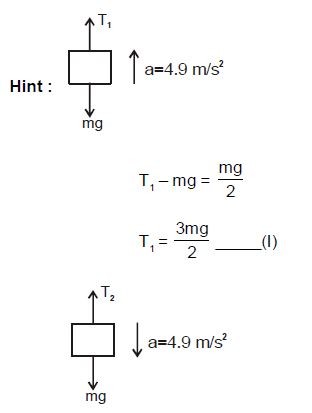 T₁
a=4.9 m/s²
Hint :
mg
T₁ – mg = mg/2
T₁ = 3mg/2 _____(I)
T₂
a=4.9 m/s²
mg